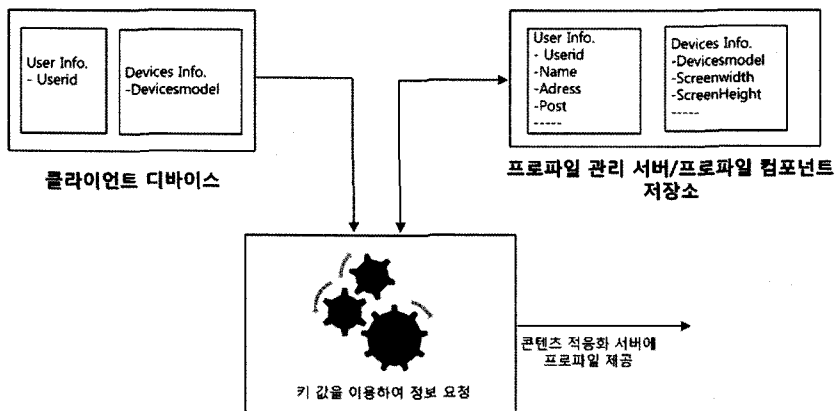 User Info.
- Userid
Devices Info.
-Devicesmodel
클라이언트 디바이스
User Info.
- Userid
-Name
-Adress
-Post
-----
Devices Info.
-Devicesmodel
-Screenwidth
-ScreenHeight
-----
프로파일 관리 서버/프로파일 컴포넌트
저장소
키 값을 이용하여 정보 요청
콘텐츠 적응화 서버에
프로파일 제공